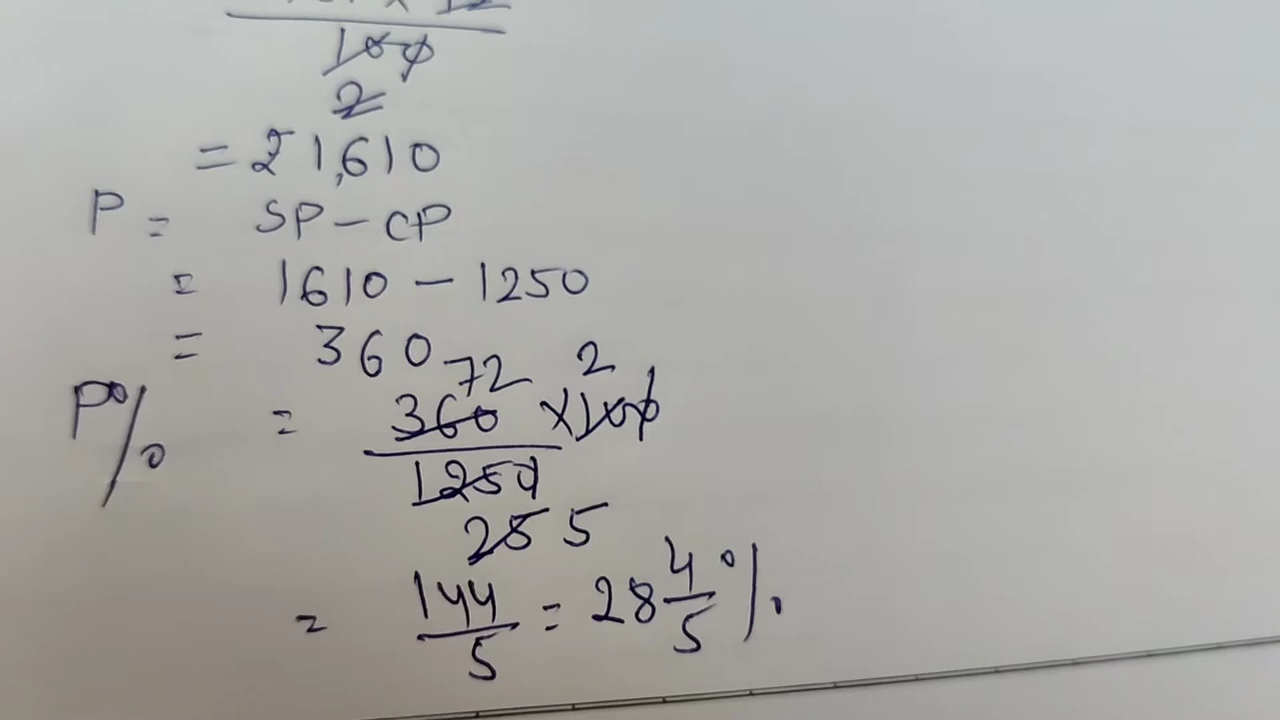 100
2
= ₹ 1,610
P = SP - CP
= 1610 - 1250
= 360
72 2
P% = 360 × 100
1250
25 5
= 144/5 = 28 4/5 %